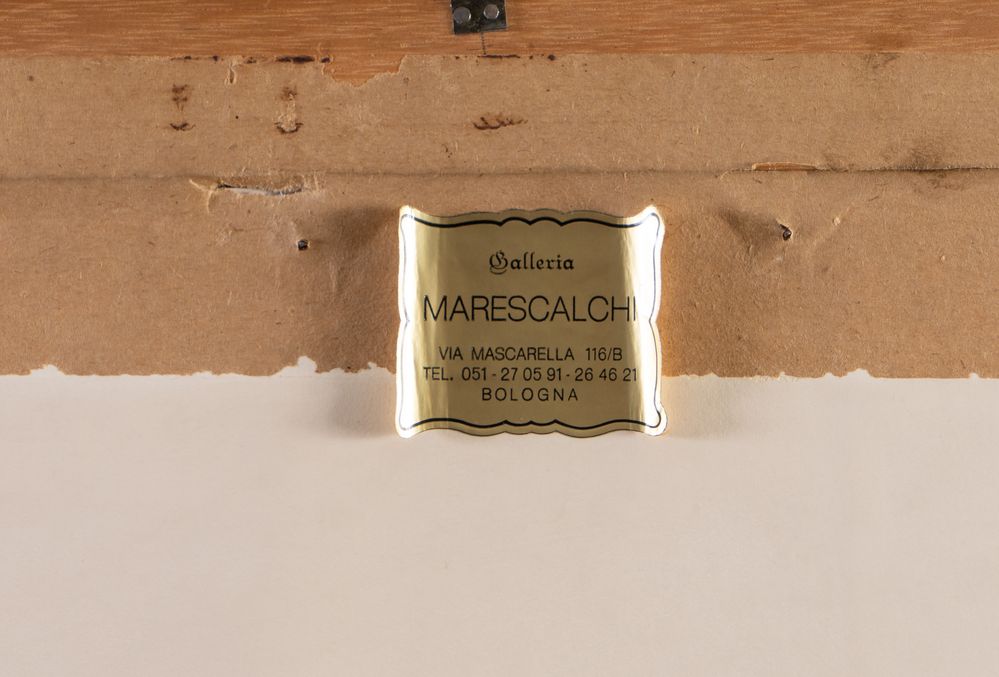 Galleria
MARESCALCHI
VIA MASCARELLA 116/B
TEL. 051 - 27 05 91 - 26 46 21
BOLOGNA